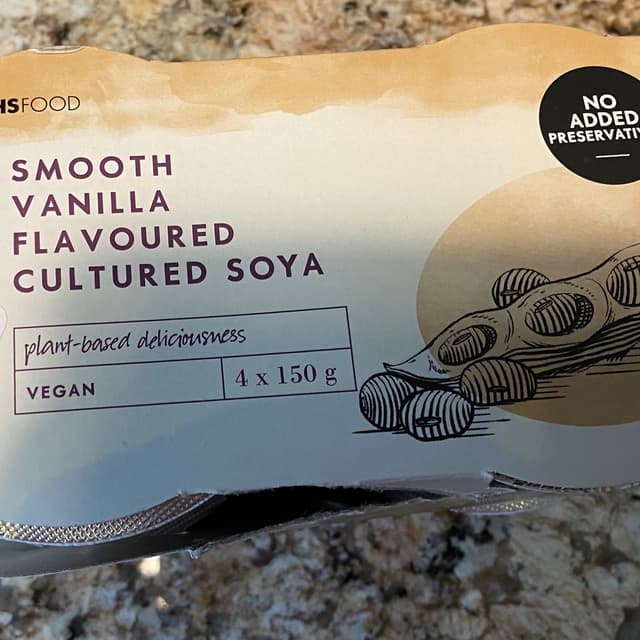 FOOD
NO
ADDED
SMOOTH
VANILLA
FLAVOURED
CULTURED SOYA
plant-based deliciousness
VEGAN
4 x 150 g